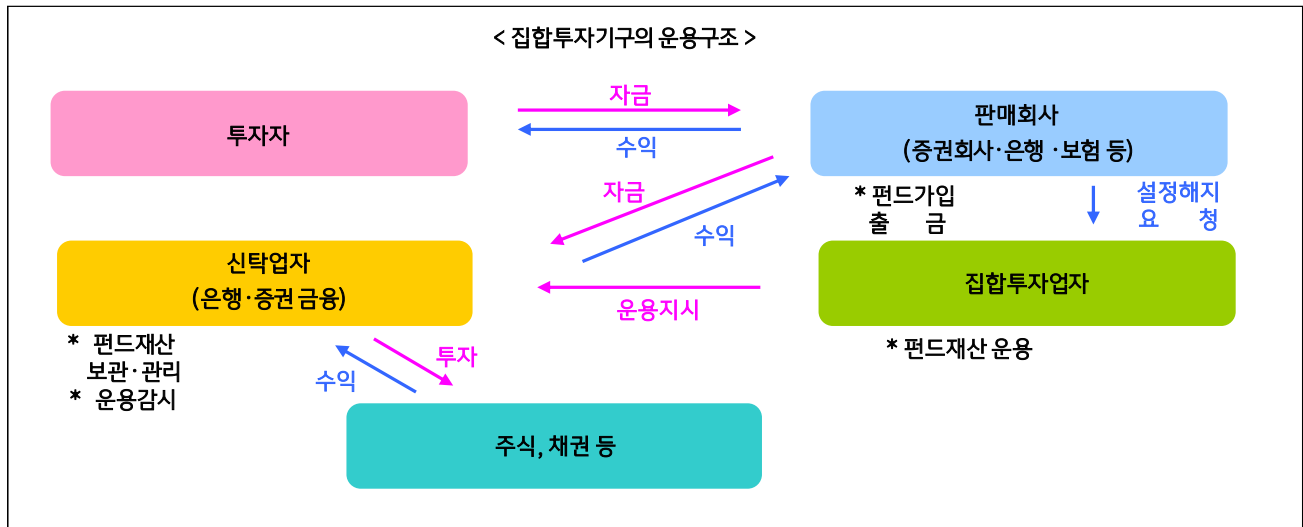 < 집합투자기구의 운용구조 >
투자자
자금
수익
판매회사
(증권회사·은행 ·보험 등)
자금
수익
* 펀드가입
출 금
설정해지
요 청
신탁업자
(은행·증권 금융)
운용지시
집합투자업자
* 펀드재산
보관·관리
* 운용감시
수익
투자
* 펀드재산 운용
주식, 채권 등